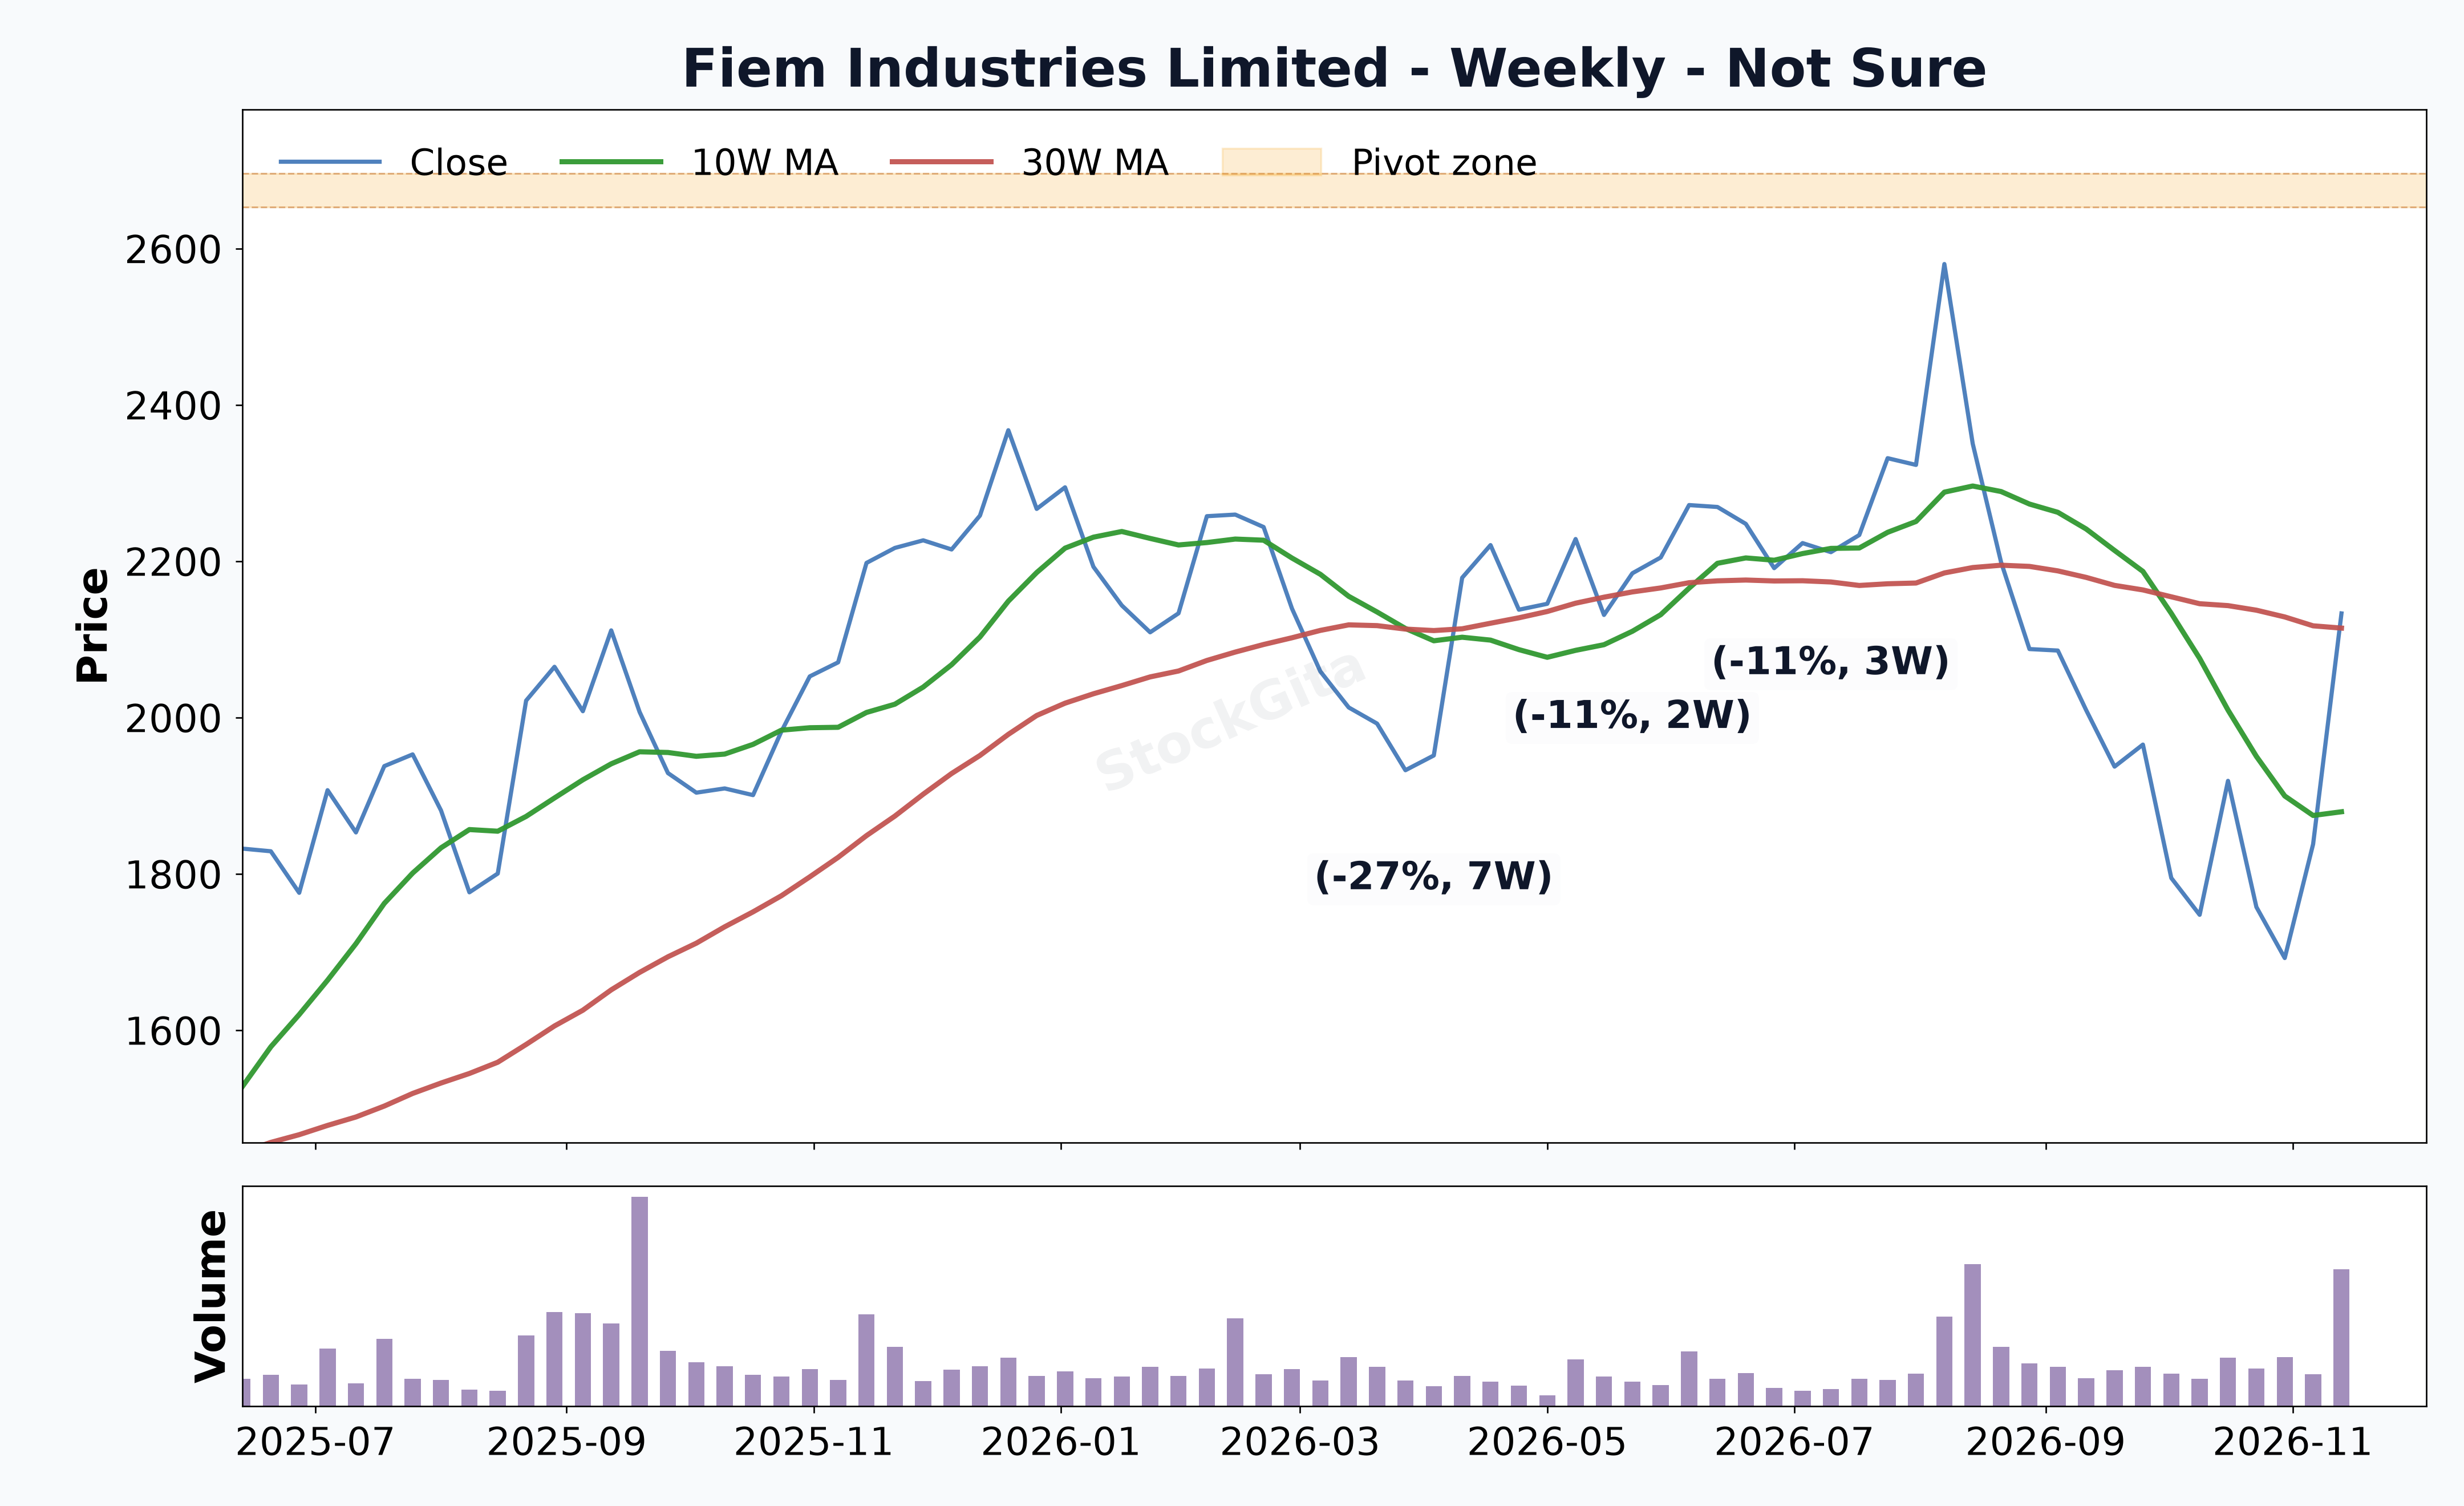 Fiem Industries Limited - Weekly - Not Sure
Close
10W MA
30W MA
Pivot zone
Price
2600
2400
2200
2000
1800
1600
StockGita
(-11%, 3W)
(-11%, 2W)
(-27%, 7W)
Volume
2025-07
2025-09
2025-11
2026-01
2026-03
2026-05
2026-07
2026-09
2026-11